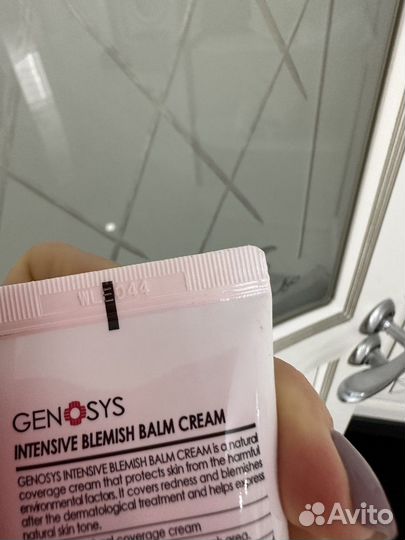 044
GENOSYS
INTENSIVE BLEMISH BALM CREAM
GENOSYS INTENSIVE BLEMISH BALM CREAM is a natural
coverage cream that protects skin from the harmful
environmental factors. It covers redness and blemishes
after the dermatological treatment and helps express
natural skin tone.
coverage cream
area.
Avito